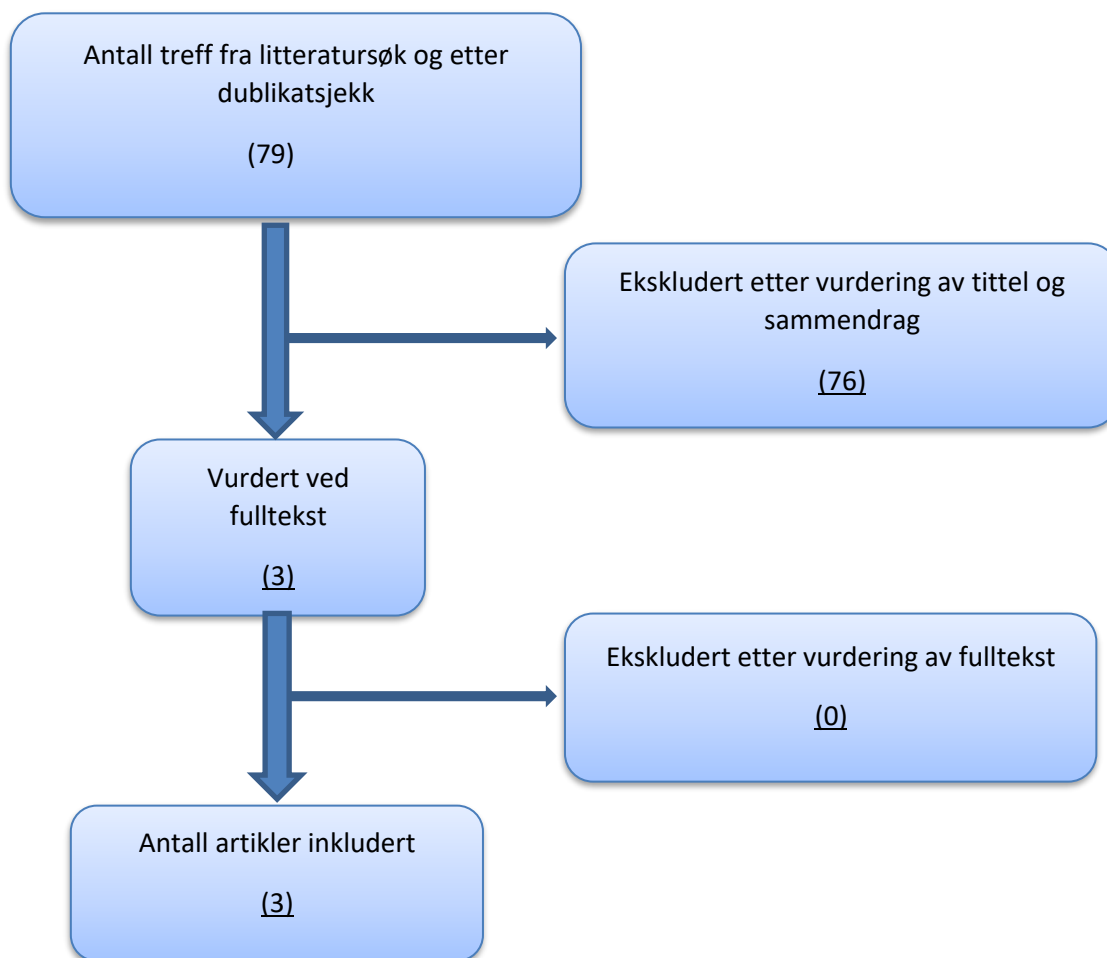 Antall treff fra litteratursøk og etter
dublikatsjekk
(79)
Ekskludert etter vurdering av tittel og
sammendrag
(76)
Vurdert ved
fulltekst
(3)
Ekskludert etter vurdering av fulltekst
(0)
Antall artikler inkludert
(3)